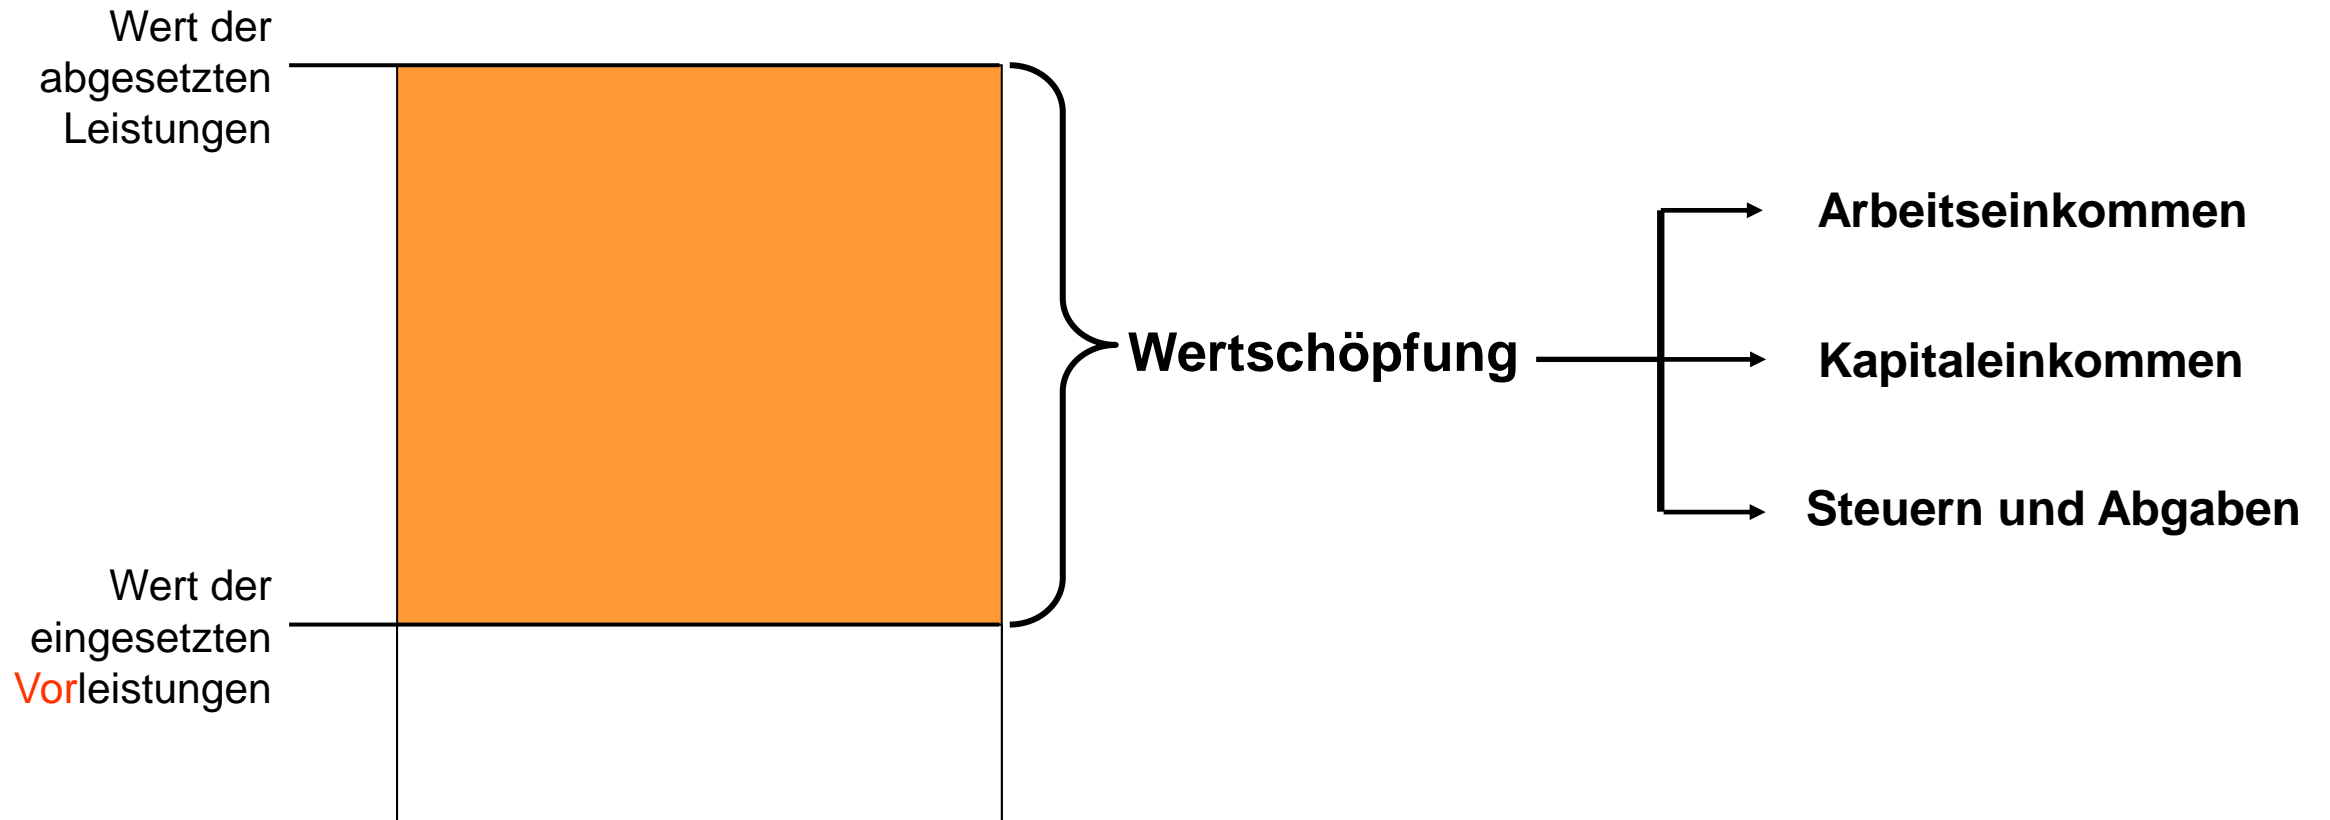 Wert der
abgesetzten
Leistungen
Wertschöpfung
Arbeitseinkommen
Kapitaleinkommen
Steuern und Abgaben
Wert der
eingesetzten
Vorleistungen